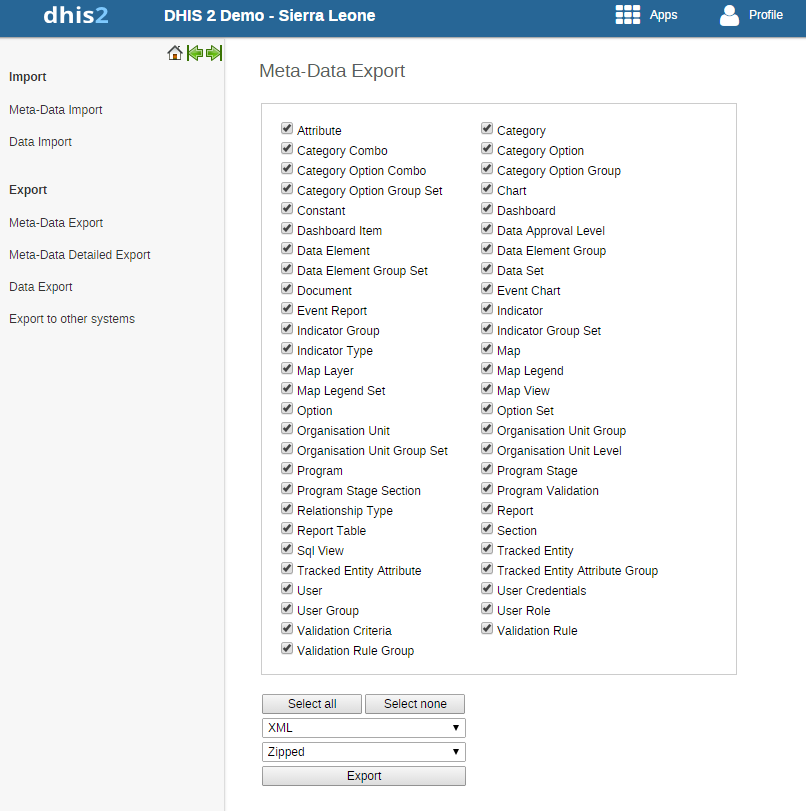 dhis2 DHIS 2 Demo - Sierra Leone Apps Profile
Import
Meta-Data Import
Data Import
Export
Meta-Data Export
Meta-Data Detailed Export
Data Export
Export to other systems
Meta-Data Export
Attribute Category
Category Combo Category Option
Category Option Combo Category Option Group
Category Option Group Set Chart
Constant Dashboard
Dashboard Item Data Approval Level
Data Element Data Element Group
Data Element Group Set Data Set
Document Event Chart
Event Report Indicator
Indicator Group Indicator Group Set
Indicator Type Map
Map Layer Map Legend
Map Legend Set Map View
Option Option Set
Organisation Unit Organisation Unit Group
Organisation Unit Group Set Organisation Unit Level
Program Program Stage
Program Stage Section Program Validation
Relationship Type Report
Report Table Section
Sql View Tracked Entity
Tracked Entity Attribute Tracked Entity Attribute Group
User User Credentials
User Group User Role
Validation Criteria Validation Rule
Validation Rule Group
Select all Select none
XML
Zipped
Export